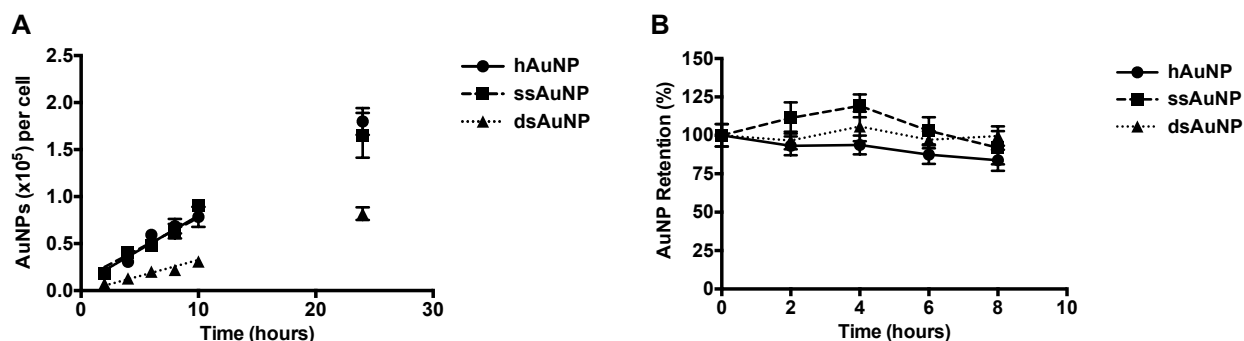 A
AuNPs (x10⁵) per cell
2.5
2.0
1.5
1.0
0.5
0.0
0
10
20
30
Time (hours)
hAuNP
ssAuNP
dsAuNP
B
AuNP Retention (%)
150
125
100
75
50
25
0
0
2
4
6
8
10
Time (hours)
hAuNP
ssAuNP
dsAuNP